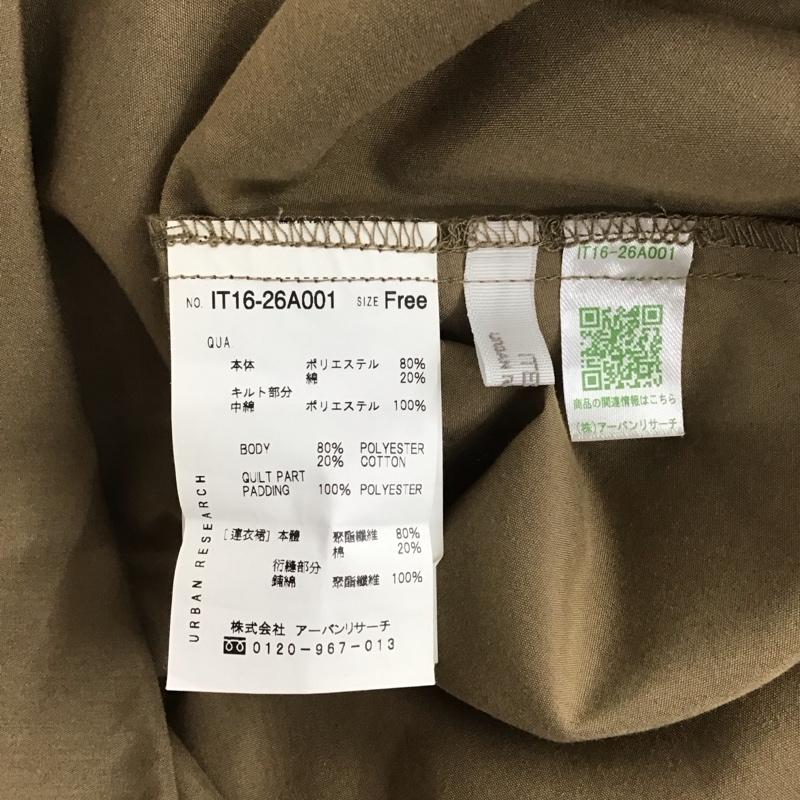 NO. IT16-26A001 SIZE Free
QUA.
本体 ポリエステル 80%
綿 20%
キルト部分
中綿 ポリエステル 100%
BODY 80% POLYESTER
20% COTTON
QUILT PART
PADDING 100% POLYESTER
[連衣裙] 本體 聚酯纖維 80%
棉 20%
衍縫部分
鋪綿 聚酯纖維 100%
株式会社 アーバンリサーチ
0120-967-013
URBAN RESEARCH
ITE
URBAN
IT16-26A001
商品の関連情報はこちら
(株)アーバンリサーチ